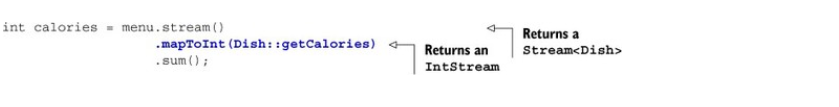 int calories = menu.stream()
.mapToInt(Dish::getCalories)
.sum();
Returns a
Stream<Dish>
Returns an
IntStream